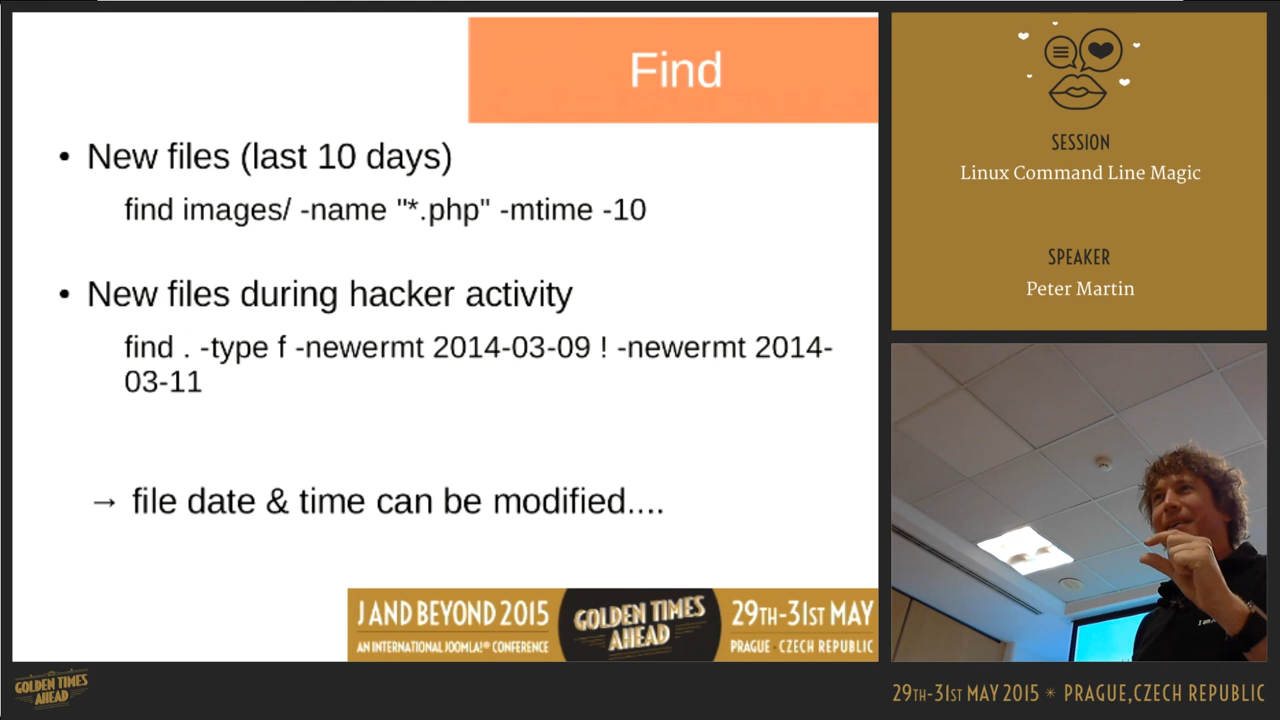 Find
• New files (last 10 days)
find images/ -name "*.php" -mtime -10
• New files during hacker activity
find . -type f -newermt 2014-03-09 ! -newermt 2014-
03-11
→ file date & time can be modified....
J AND BEYOND 2015
AN INTERNATIONAL JOOMLA!® CONFERENCE
GOLDEN TIMES
AHEAD
29TH-31ST MAY
PRAGUE - CZECH REPUBLIC
SESSION
Linux Command Line Magic
SPEAKER
Peter Martin
GOLDEN TIMES
AHEAD
29TH-31ST MAY 2015 * PRAGUE,CZECH REPUBLIC